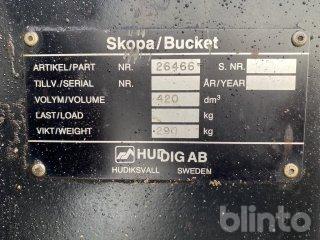 Skopa/Bucket
ARTIKEL/PART NR. 26466 S. NR.
TILLV./SERIAL NR. ÅR/YEAR
VOLYM/VOLUME 420 dm³
LAST/LOAD kg
VIKT/WEIGHT 290 kg
HUDDIG AB
HUDIKSVALL SWEDEN
blinto